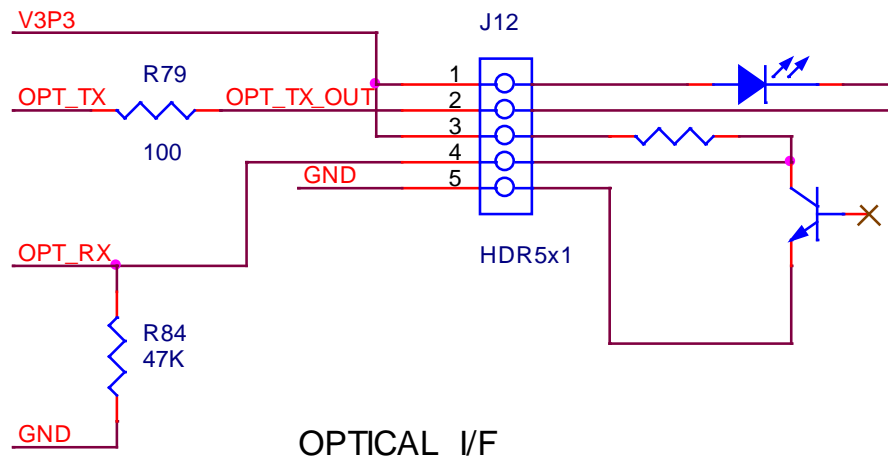 V3P3
J12
R79
1
OPT_TX
OPT_TX_OUT
2
3
100
4
GND
5
OPT_RX
HDR5x1
R84
47K
GND
OPTICAL I/F